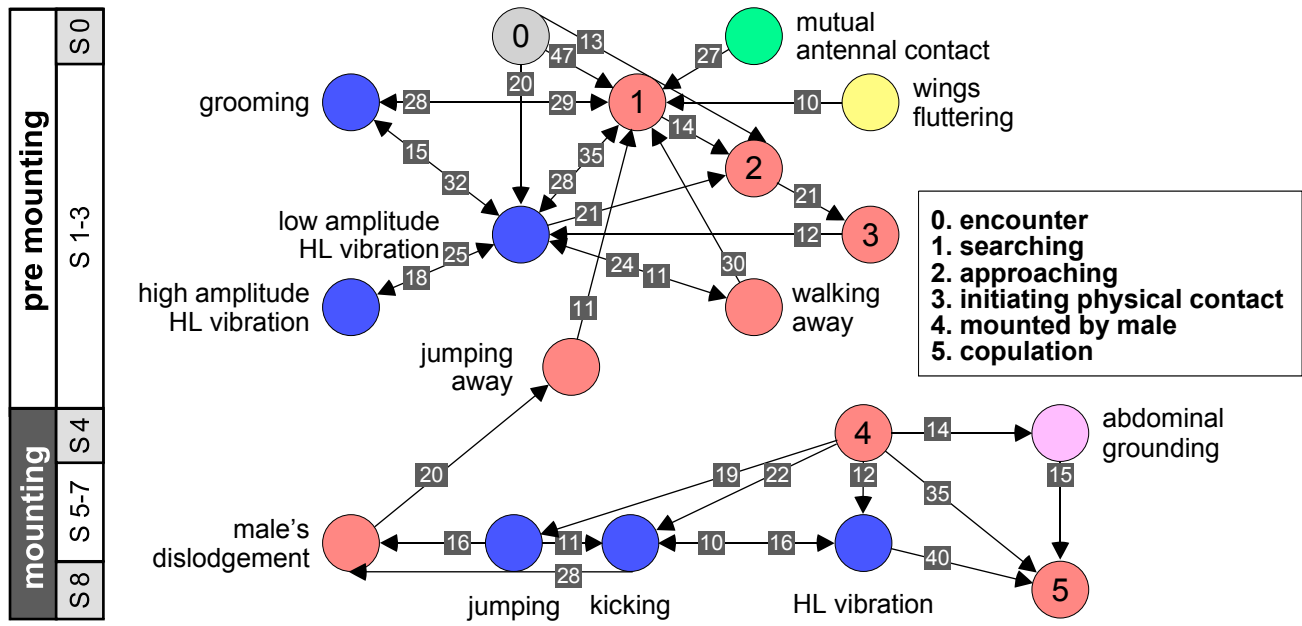 pre mounting
mounting
S 0
S 1-3
S 4
S 5-7
S8
0
13
47
20
mutual
antennal contact
27
grooming
28
29
1
10
wings
fluttering
14
15
35
2
32
28
21
21
low amplitude
HL vibration
12
3
25
18
24
11
30
high amplitude
HL vibration
walking
away
11
jumping
away
0. encounter
1. searching
2. approaching
3. initiating physical contact
4. mounted by male
5. copulation
4
14
abdominal
grounding
20
19
22
12
35
15
male's
dislodgement
16
11
10
16
40
28
5
jumping
kicking
HL vibration